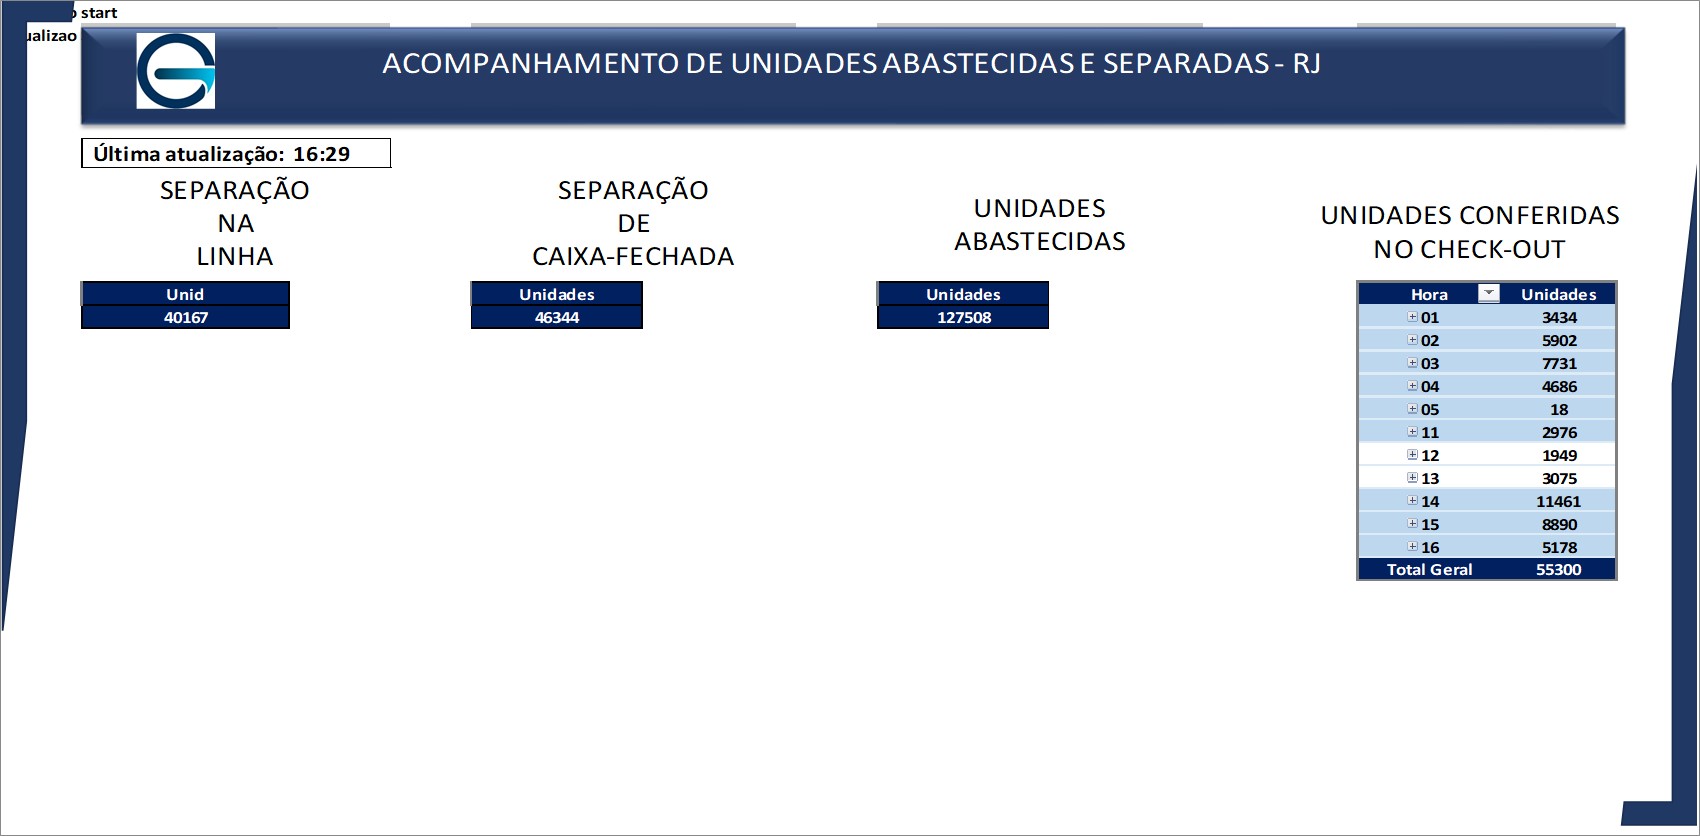 start
ACOMPANHAMENTO DE UNIDADES ABASTECIDAS E SEPARADAS - RJ
Última atualização: 16:29
SEPARAÇÃO
NA
LINHA
Unid
40167
SEPARAÇÃO
DE
CAIXA-FECHADA
Unidades
46344
UNIDADES
ABASTECIDAS
Unidades
127508
UNIDADES CONFERIDAS
NO CHECK-OUT
Hora Unidades
01 3434
02 5902
03 7731
04 4686
05 18
11 2976
12 1949
13 3075
14 11461
15 8890
16 5178
Total Geral 55300